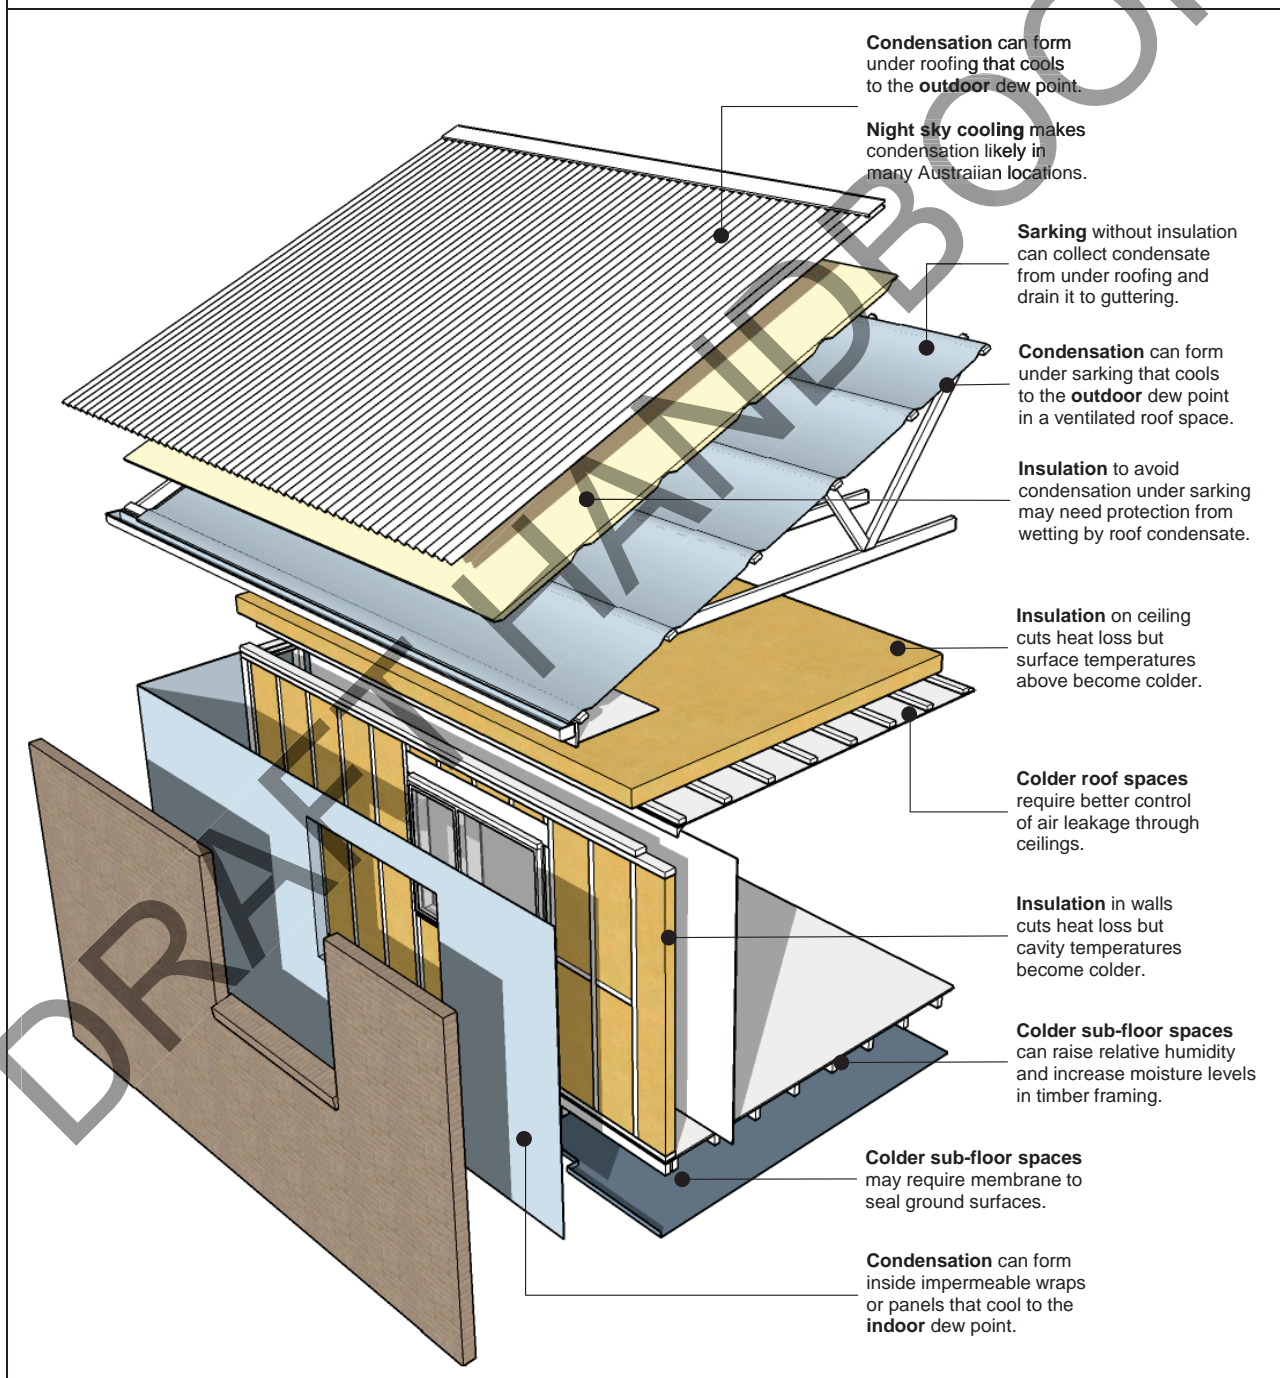 Condensation can form
under roofing that cools
to the outdoor dew point.
Night sky cooling makes
condensation likely in
many Austraiian locations.
Sarking without insulation
can collect condensate
from under roofing and
drain it to guttering.
Condensation can form
under sarking that cools
to the outdoor dew point
in a ventilated roof space.
Insulation to avoid
condensation under sarking
may need protection from
wetting by roof condensate.
Insulation on ceiling
cuts heat loss but
surface temperatures
above become colder.
Colder roof spaces
require better control
of air leakage through
ceilings.
Insulation in walls
cuts heat loss but
cavity temperatures
become colder.
Colder sub-floor spaces
can raise relative humidity
and increase moisture levels
in timber framing.
Colder sub-floor spaces
may require membrane to
seal ground surfaces.
Condensation can form
inside impermeable wraps
or panels that cool to the
indoor dew point.
DRAFT HANDBOO